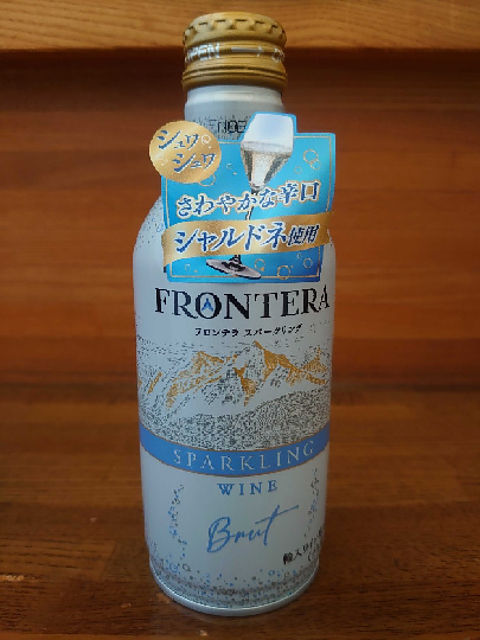 OPEN
シュワ
シュワ
さわやかな辛口
シャルドネ使用
FRONTERA
フロンテラ スパークリング
SPARKLING
WINE
Brut